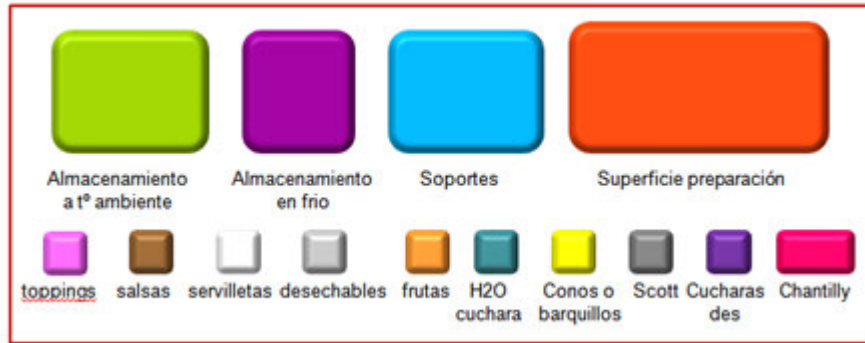 Almacenamiento Almacenamiento Soportes Superficie preparación
a tº ambiente en frio
toppings salsas servilletas desechables frutas H2O Conos o Scott Cucharas Chantilly
cuchara barquillos des